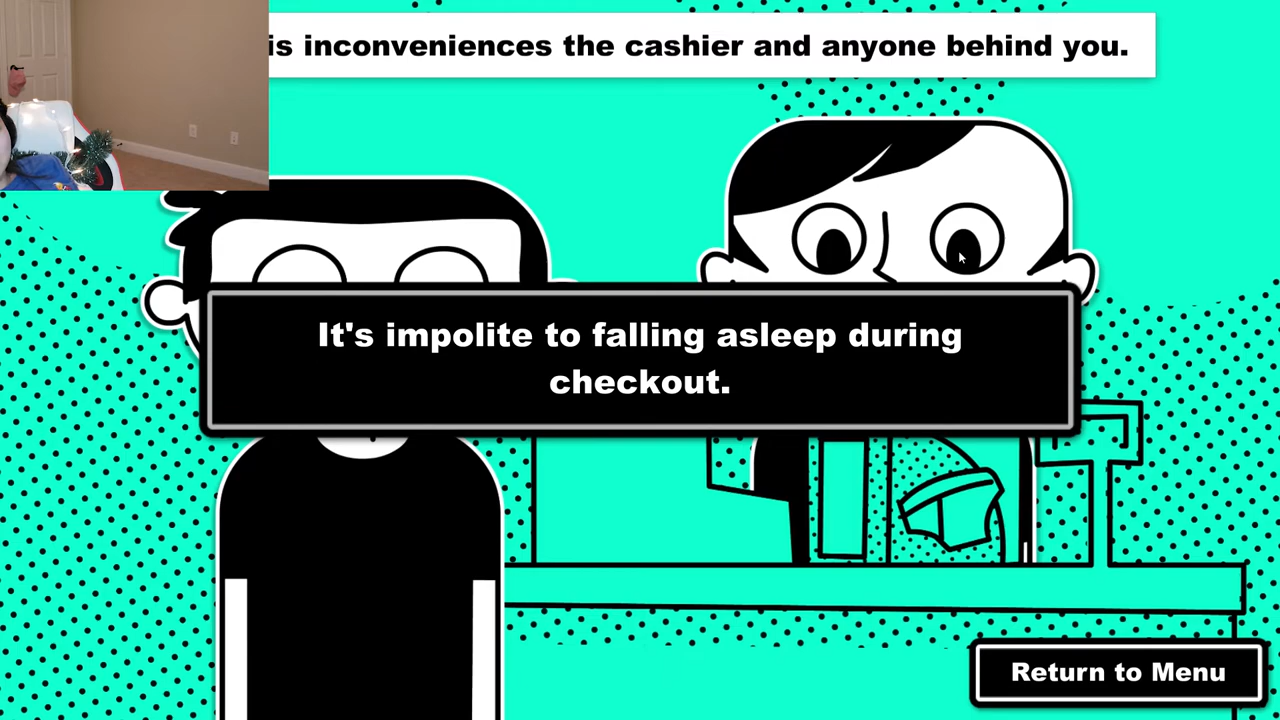 is inconveniences the cashier and anyone behind you.
It's impolite to falling asleep during
checkout.
Return to Menu